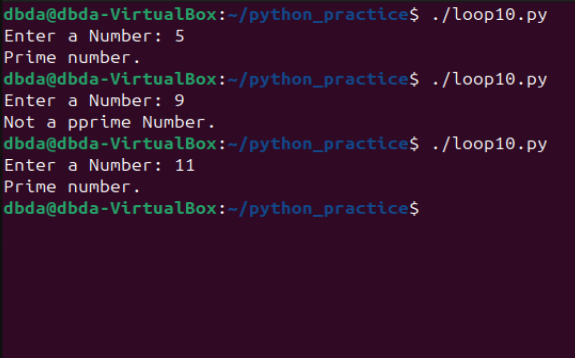 dbda@dbda-VirtualBox:~/python_practice$ ./loop10.py
Enter a Number: 5
Prime number.
dbda@dbda-VirtualBox:~/python_practice$ ./loop10.py
Enter a Number: 9
Not a pprime Number.
dbda@dbda-VirtualBox:~/python_practice$ ./loop10.py
Enter a Number: 11
Prime number.
dbda@dbda-VirtualBox:~/python_practice$